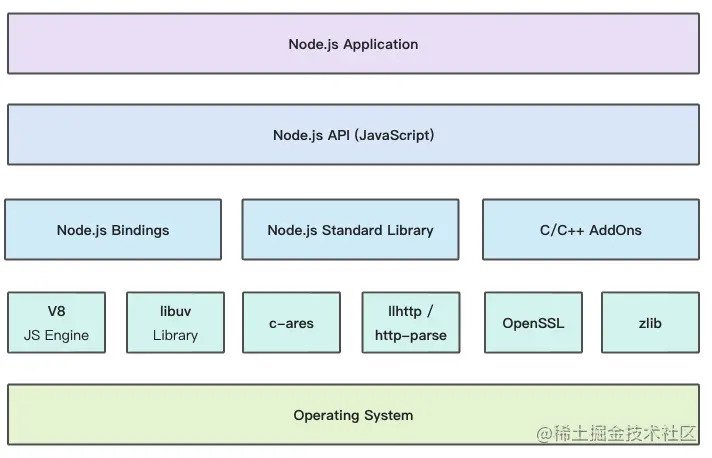 Node.js Application
Node.js API (JavaScript)
Node.js Bindings
Node.js Standard Library
C/C++ AddOns
V8
JS Engine
libuv
Library
c-ares
llhttp /
http-parse
OpenSSL
zlib
Operating System
@稀土掘金技术社区